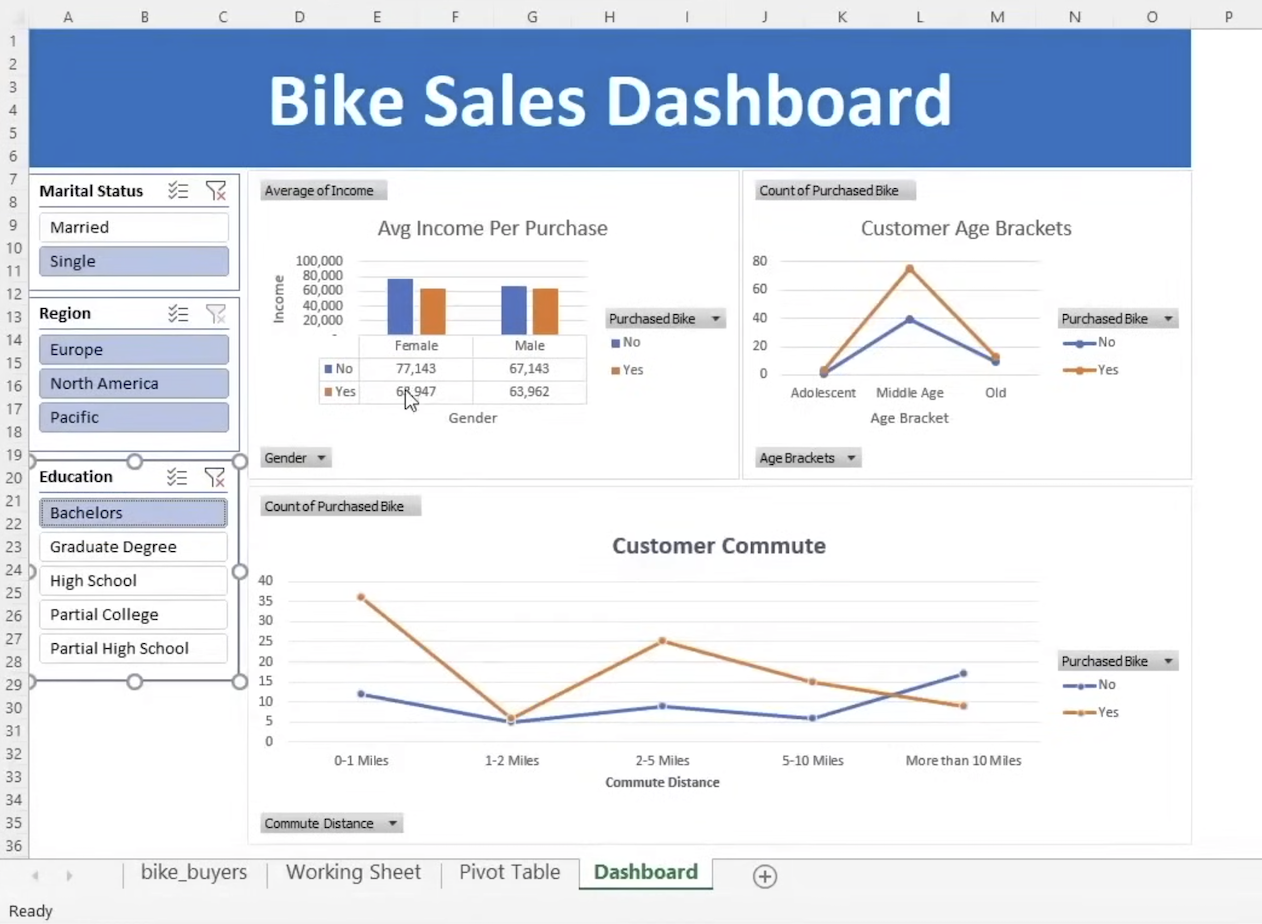 A B C D E F G H I J K L M N O P
1
2
3
4
5
6
7
8
9
10
11
12
13
14
15
16
17
18
19
20
21
22
23
24
25
26
27
28
29
30
31
32
33
34
35
36
Bike Sales Dashboard
Marital Status
Married
Single
Region
Europe
North America
Pacific
Education
Bachelors
Graduate Degree
High School
Partial College
Partial High School
Average of Income
Avg Income Per Purchase
Income
100,000
80,000
60,000
40,000
20,000
-
Female Male
No 77,143 67,143
Yes 63,962
Gender
Purchased Bike
No
Yes
Gender
Count of Purchased Bike
Customer Age Brackets
80
60
40
20
0
Adolescent Middle Age Old
Age Bracket
Purchased Bike
No
Yes
Age Brackets
Count of Purchased Bike
Customer Commute
40
35
30
25
20
15
10
5
0
0-1 Miles 1-2 Miles 2-5 Miles 5-10 Miles More than 10 Miles
Commute Distance
Purchased Bike
No
Yes
Commute Distance
bike_buyers Working Sheet Pivot Table Dashboard
Ready